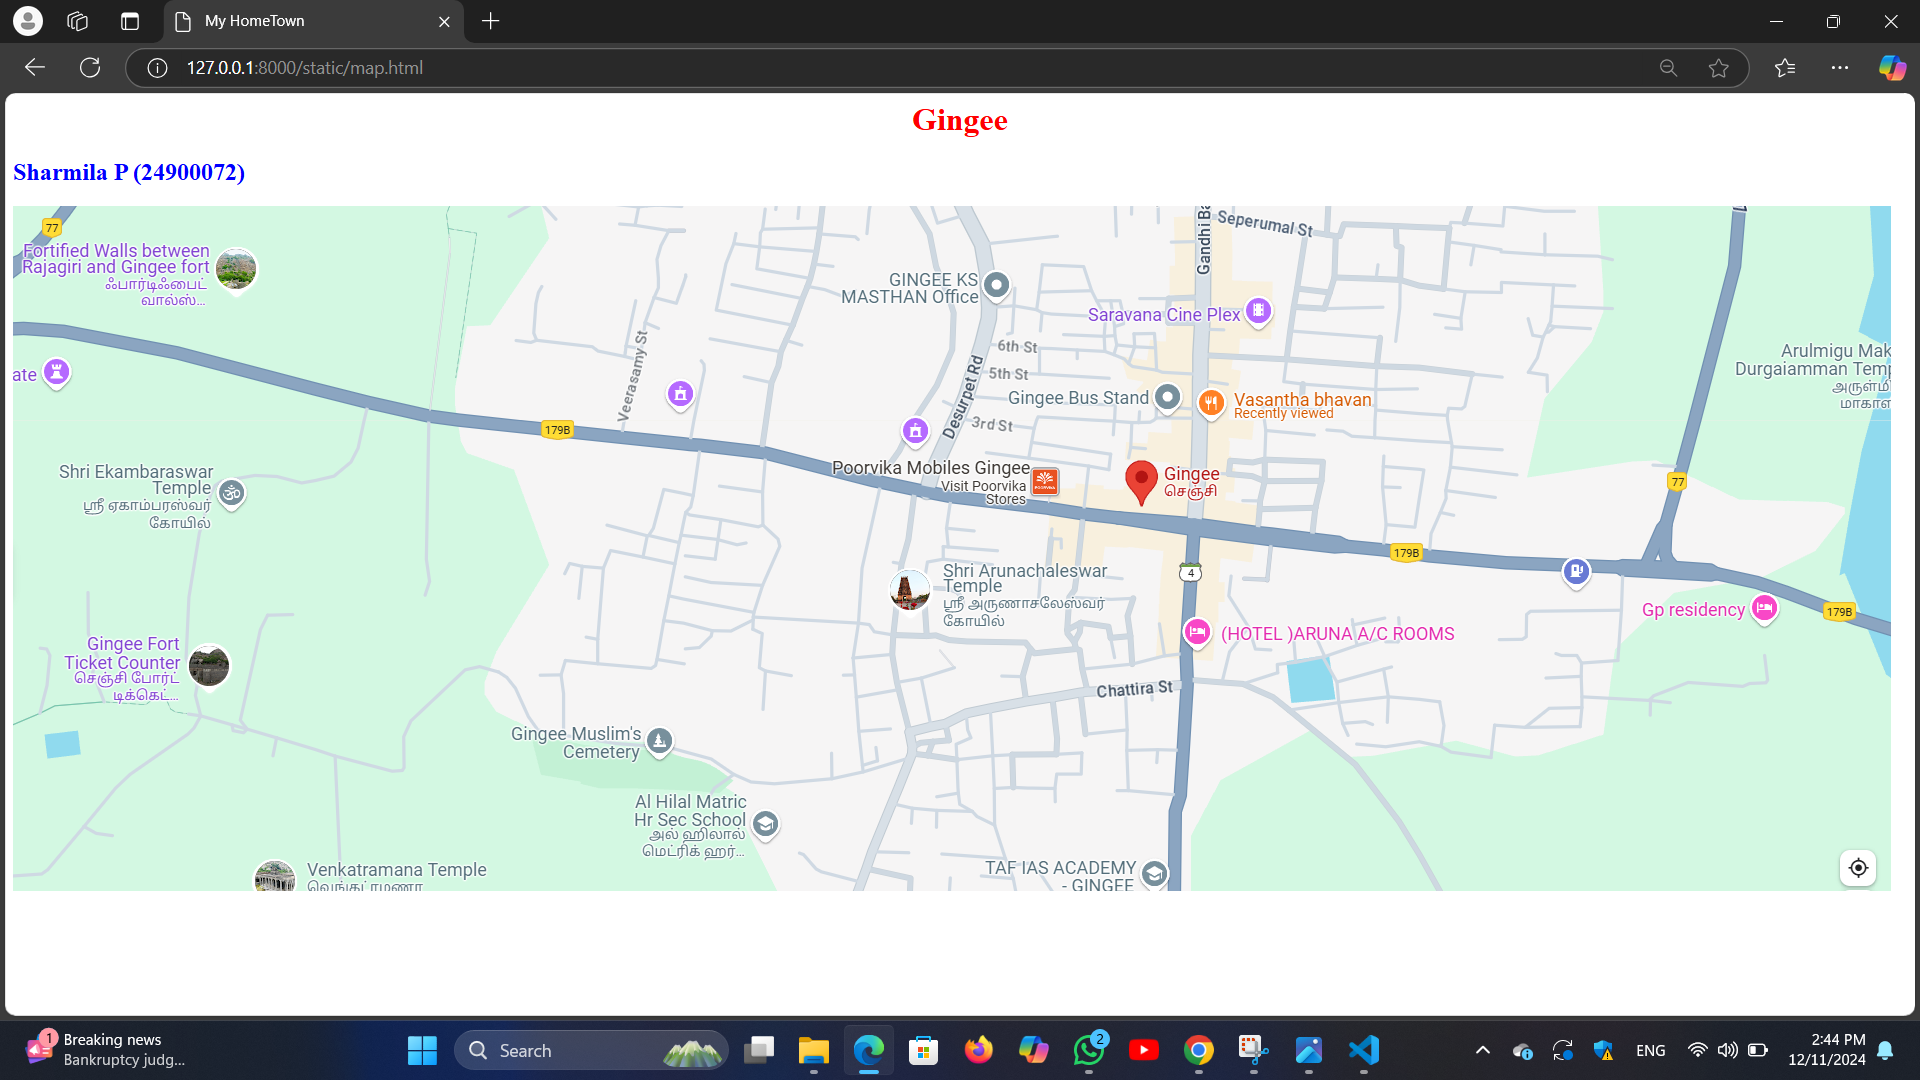 My HomeTown
127.0.0.1:8000/static/map.html
Gingee
Sharmila P (24900072)
77
Fortified Walls between
Rajagiri and Gingee fort
ஃபார்டிஃபைட்
வால்ஸ்...
ate
GINGEE KS
MASTHAN Office
Gandhi Ba
Seperumal St
Saravana Cine Plex
6th St
5th St
3rd St
Desurpet Rd
Veerasamy St
Gingee Bus Stand
Vasantha bhavan
Recently viewed
Arulmigu Mak
Durgaiamman Temp
அருள்மி
179B
Poorvika Mobiles Gingee
Visit Poorvika
Stores
POORVIKA
Gingee
செஞ்சி
77
Shri Ekambaraswar
Temple
ஸ்ரீ ஏகாம்பரஸ்வர்
கோயில்
179B
4
Shri Arunachaleswar
Temple
ஸ்ரீ அருணாசலேஸ்வர்
கோயில்
Gp residency
179B
(HOTEL )ARUNA A/C ROOMS
Gingee Fort
Ticket Counter
செஞ்சி போர்ட்
டிக்கெட்...
Chattira St
Gingee Muslim's
Cemetery
Al Hilal Matric
Hr Sec School
அல் ஹிலால்
மெட்ரிக் ஹர்...
Venkatramana Temple
வெங்கட்ரமணா
TAF IAS ACADEMY
- GINGEE
1
Breaking news
Bankruptcy judg...
Search
2
ENG
2:44 PM
12/11/2024